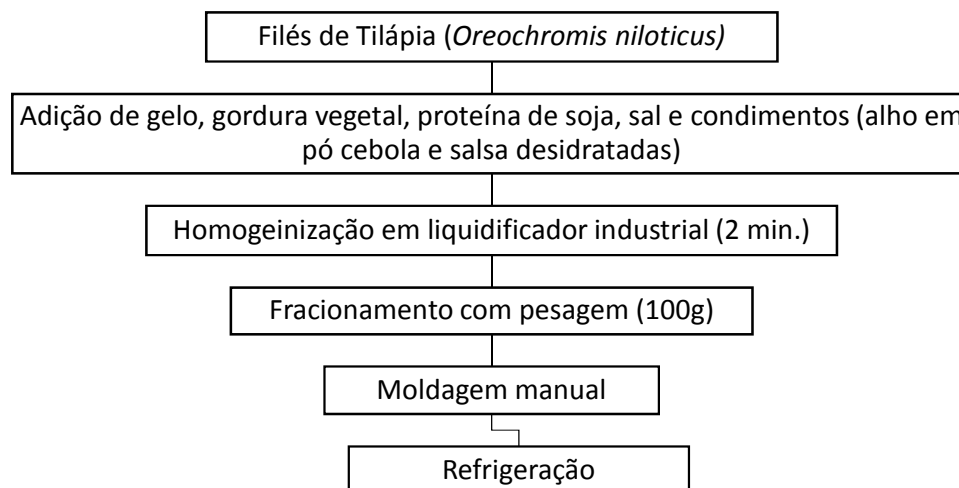 Filés de Tilápia (Oreochromis niloticus)
Adição de gelo, gordura vegetal, proteína de soja, sal e condimentos (alho em
pó cebola e salsa desidratadas)
Homogeinização em liquidificador industrial (2 min.)
Fracionamento com pesagem (100g)
Moldagem manual
Refrigeração